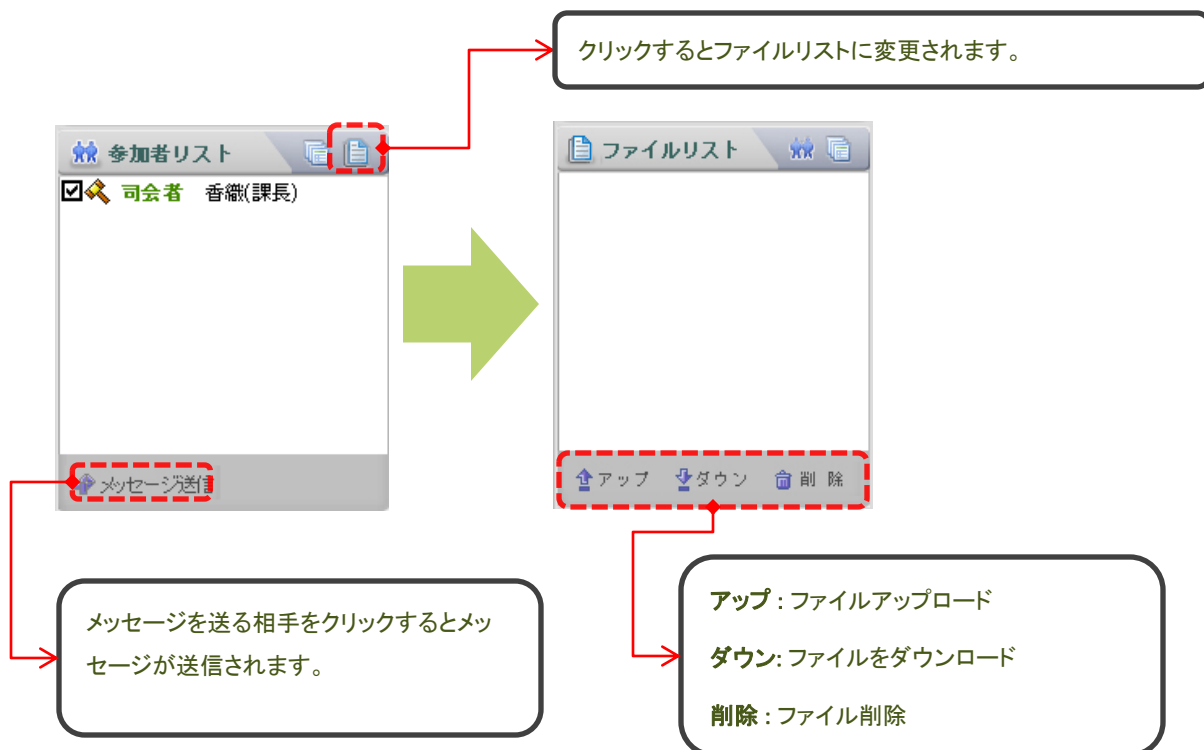 クリックするとファイルリストに変更されます。
参加者リスト
司会者 香織(課長)
メッセージ送信
ファイルリスト
アップ ダウン 削除
メッセージを送る相手をクリックするとメッ
セージが送信されます。
アップ : ファイルアップロード
ダウン: ファイルをダウンロード
削除 : ファイル削除